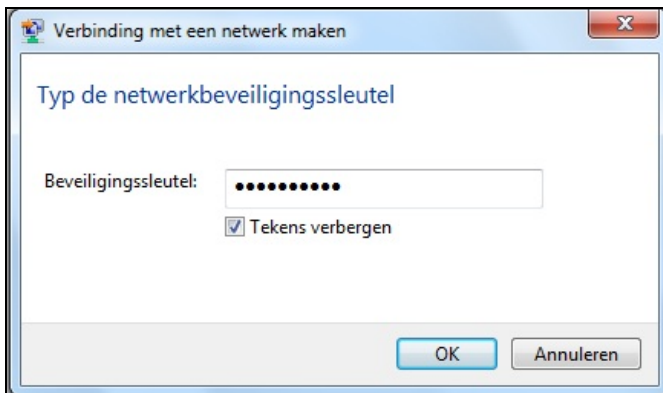 Verbinding met een netwerk maken
Typ de netwerkbeveiligingssleutel
Beveiligingssleutel: ••••••••••
Tekens verbergen
OK Annuleren